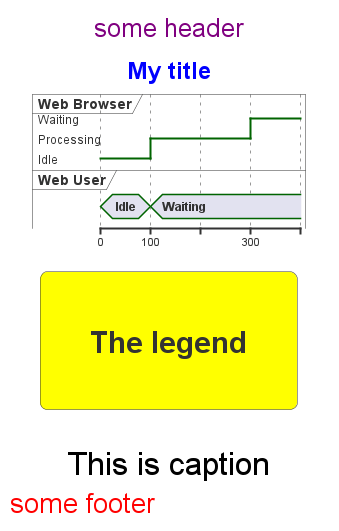 some header
My title
Web Browser
Waiting
Processing
Idle
Web User
Idle Waiting
0 100 300
The legend
This is caption
some footer